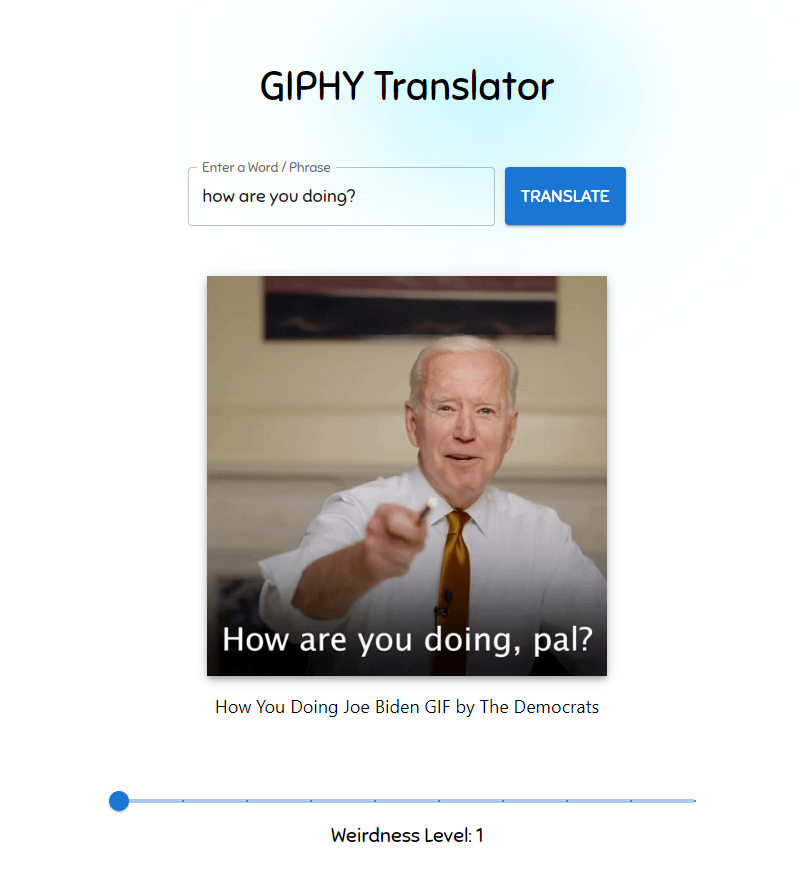 GIPHY Translator
Enter a Word / Phrase
how are you doing?
TRANSLATE
How are you doing, pal?
How You Doing Joe Biden GIF by The Democrats
Weirdness Level: 1